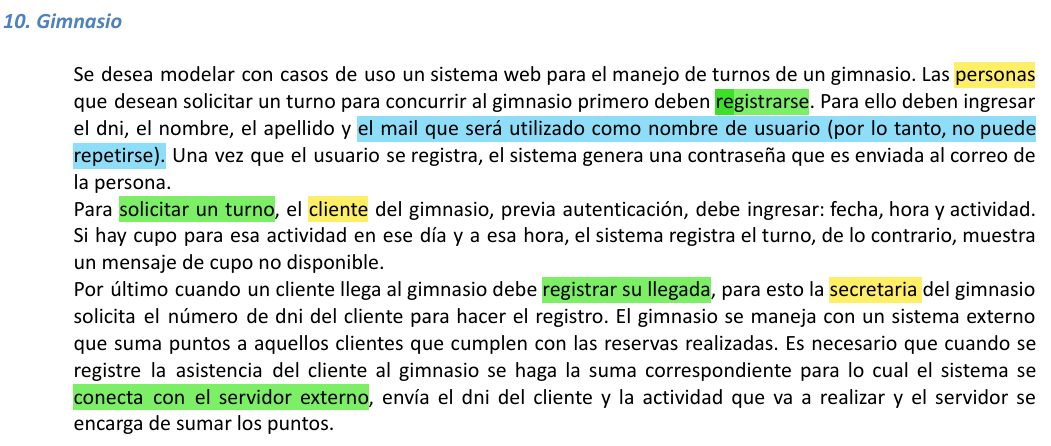 10. Gimnasio
Se desea modelar con casos de uso un sistema web para el manejo de turnos de un gimnasio. Las personas
que desean solicitar un turno para concurrir al gimnasio primero deben registrarse. Para ello deben ingresar
el dni, el nombre, el apellido y el mail que será utilizado como nombre de usuario (por lo tanto, no puede
repetirse). Una vez que el usuario se registra, el sistema genera una contraseña que es enviada al correo de
la persona.
Para solicitar un turno, el cliente del gimnasio, previa autenticación, debe ingresar: fecha, hora y actividad.
Si hay cupo para esa actividad en ese día y a esa hora, el sistema registra el turno, de lo contrario, muestra
un mensaje de cupo no disponible.
Por último cuando un cliente llega al gimnasio debe registrar su llegada, para esto la secretaria del gimnasio
solicita el número de dni del cliente para hacer el registro. El gimnasio se maneja con un sistema externo
que suma puntos a aquellos clientes que cumplen con las reservas realizadas. Es necesario que cuando se
registre la asistencia del cliente al gimnasio se haga la suma correspondiente para lo cual el sistema se
conecta con el servidor externo, envía el dni del cliente y la actividad que va a realizar y el servidor se
encarga de sumar los puntos.